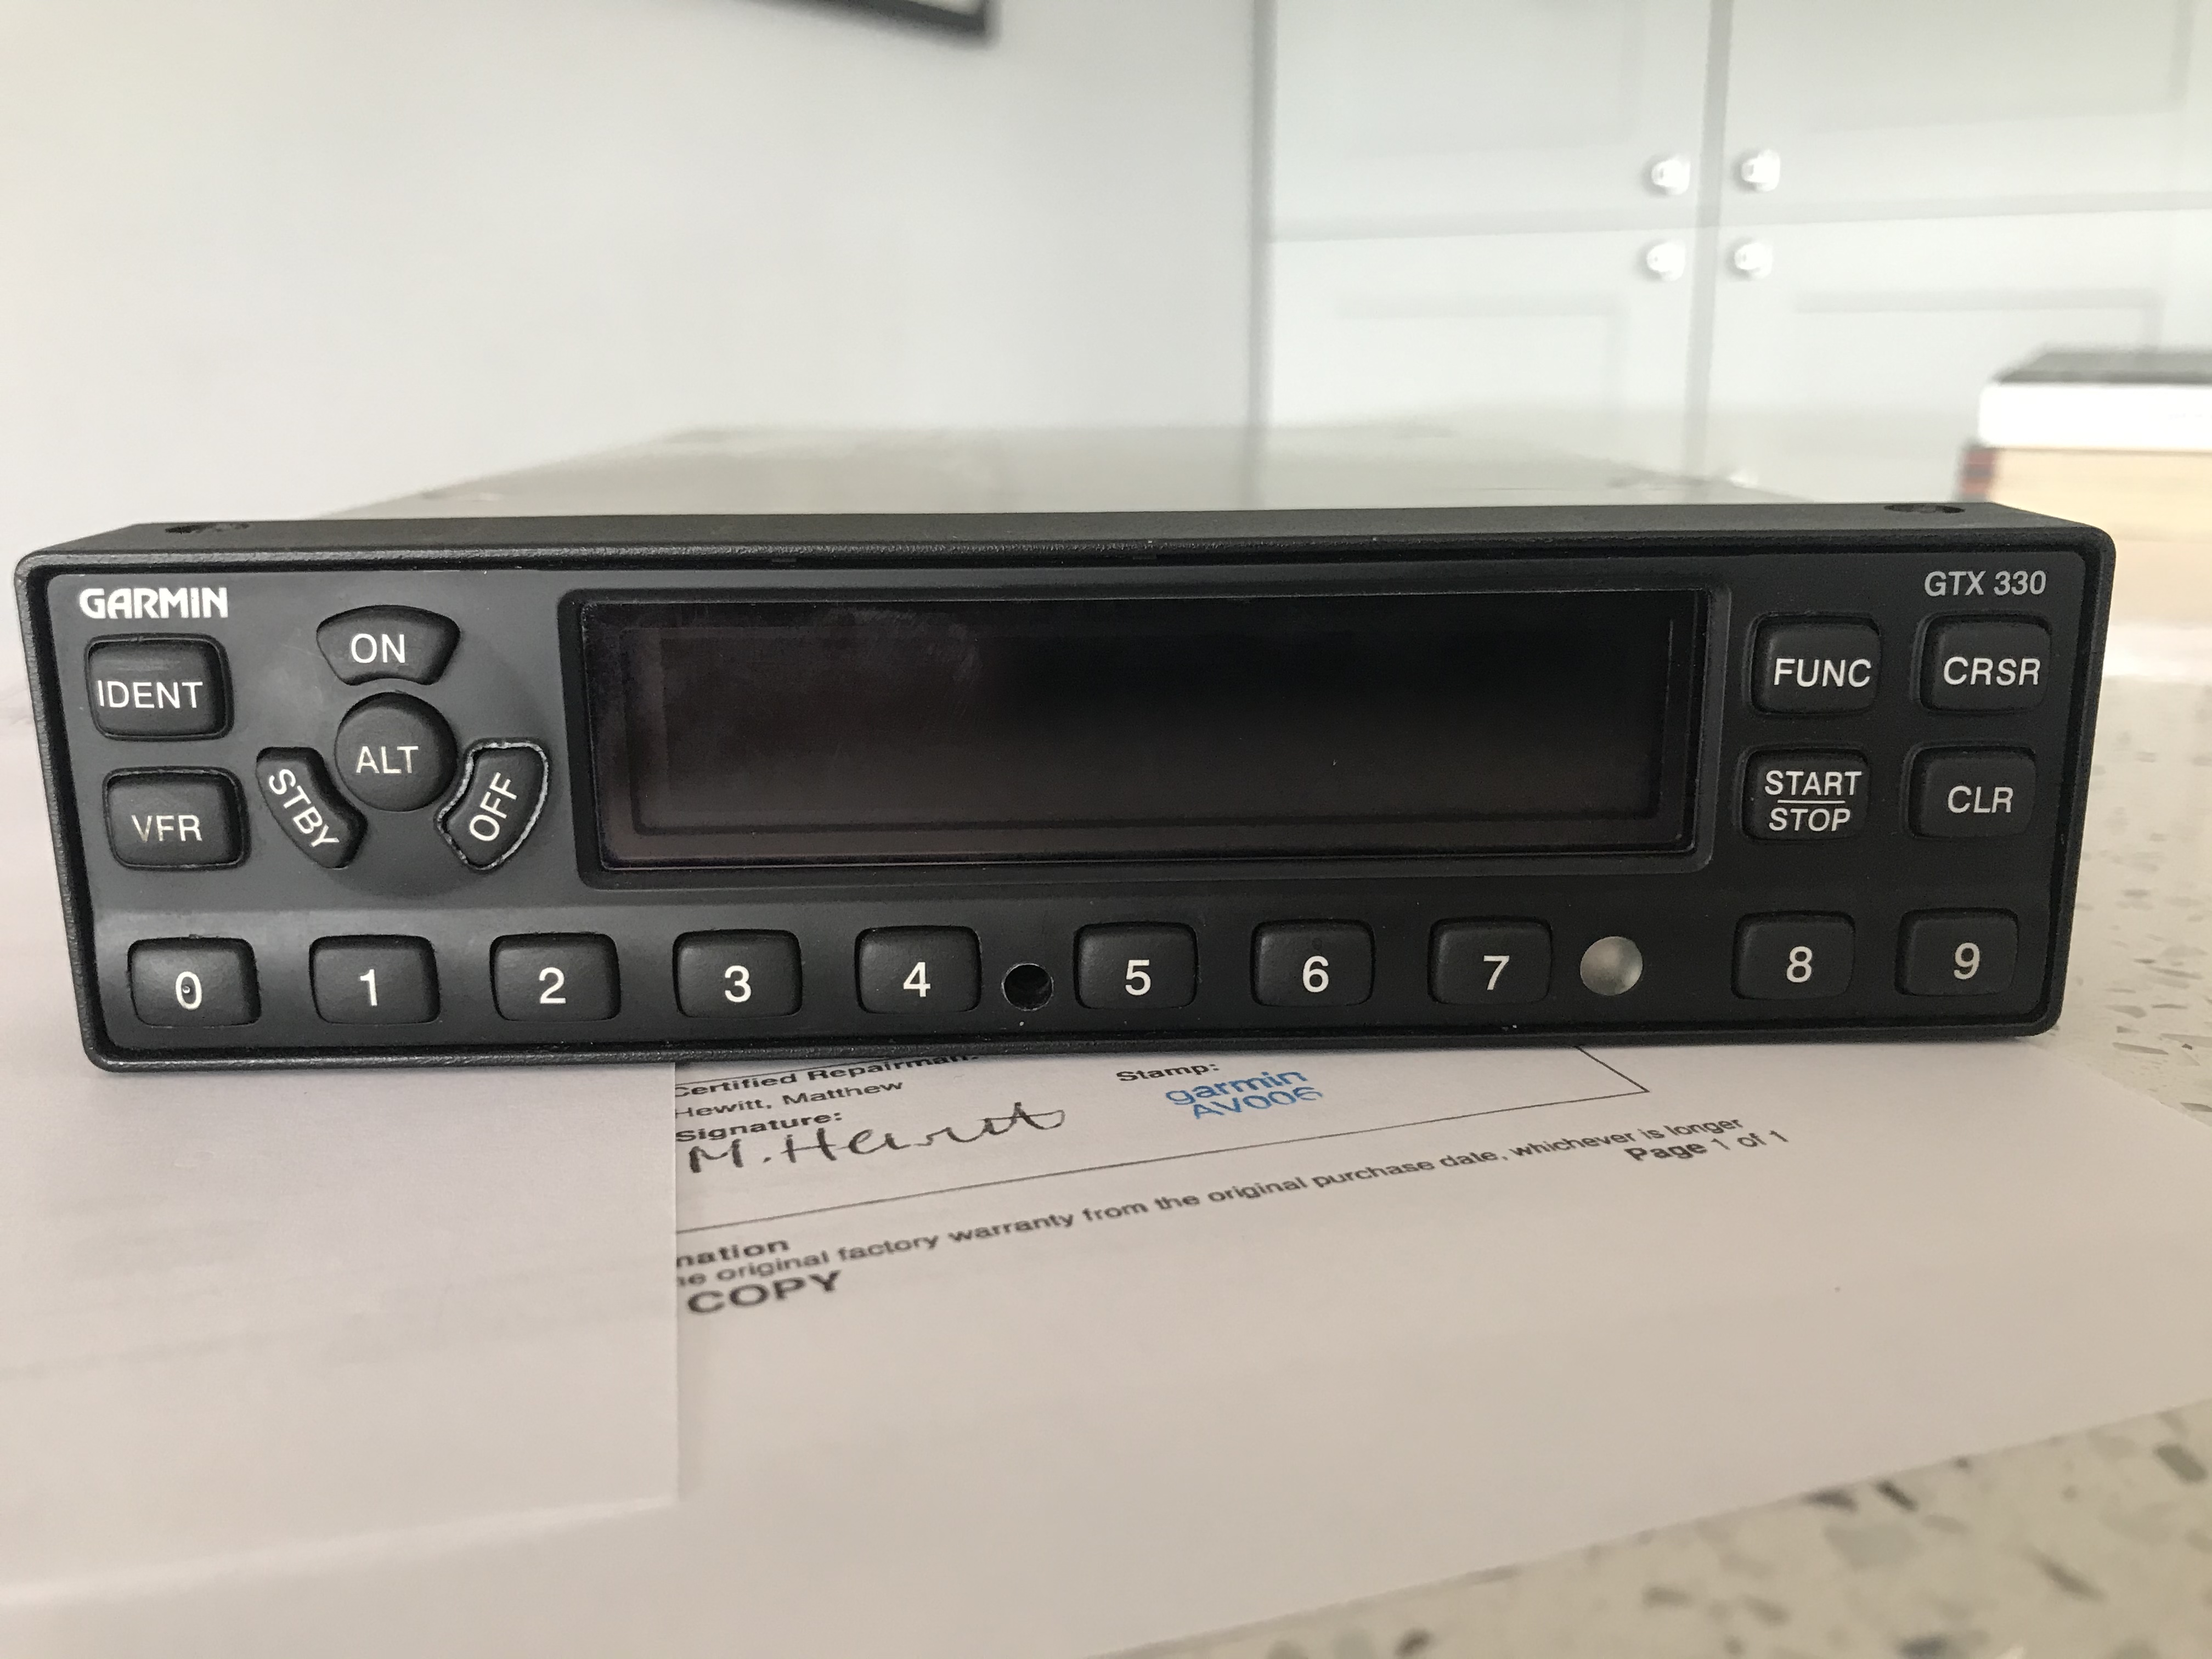 GARMIN
GTX 330
IDENT
ON
ALT
STBY
OFF
VFR
FUNC
CRSR
START
STOP
CLR
0 1 2 3 4 5 6 7 8 9
Certified Repairman:
Hewitt, Matthew
Signature:
M. Hewitt
Stamp:
garmin
AV006
Page 1 of 1
nation
he original factory warranty from the original purchase date, whichever is longer
COPY